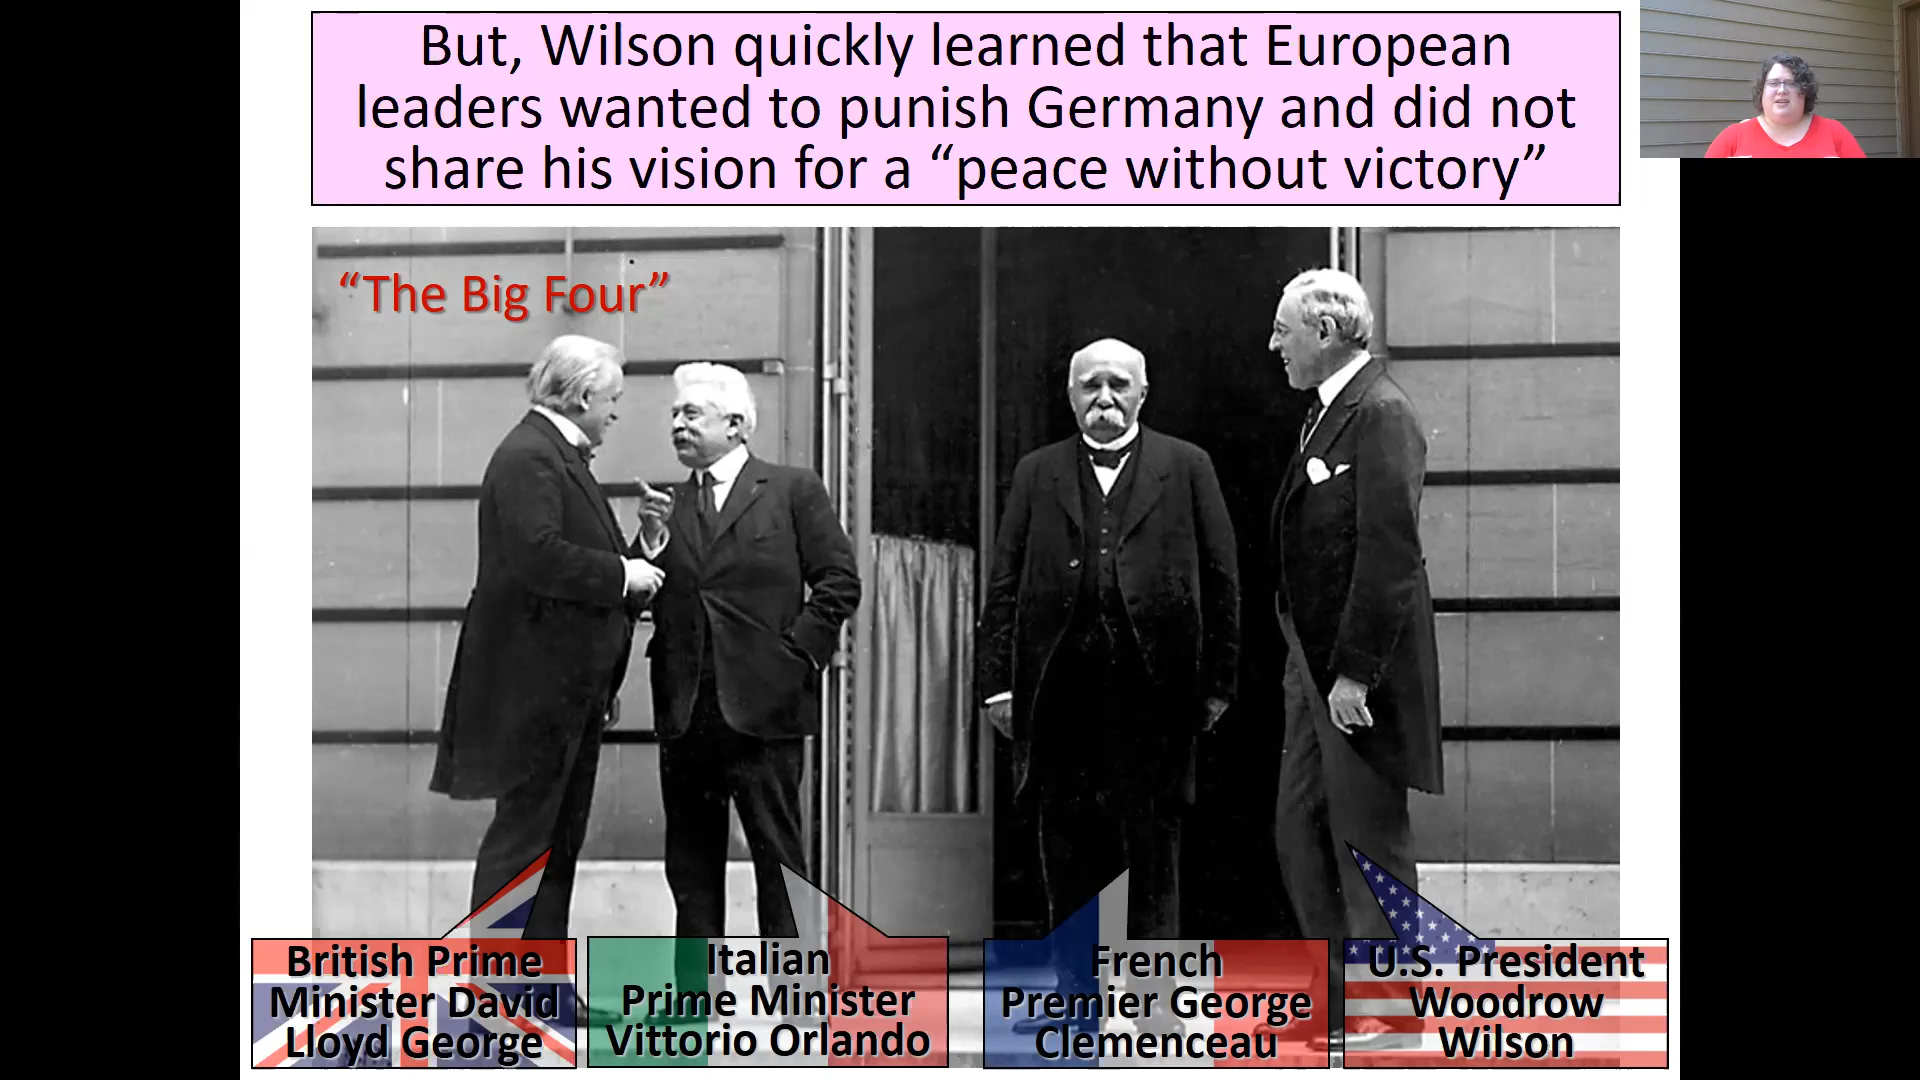 But, Wilson quickly learned that European
leaders wanted to punish Germany and did not
share his vision for a “peace without victory”
“The Big Four”
British Prime
Minister David
Lloyd George
Italian
Prime Minister
Vittorio Orlando
French
Premier George
Clemenceau
U.S. President
Woodrow
Wilson